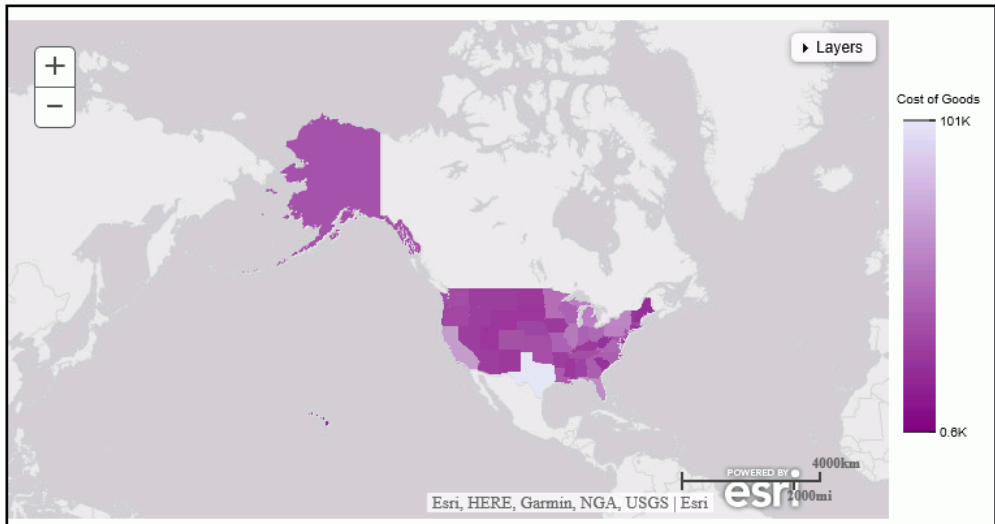 +
−
Layers
Cost of Goods
101K
0.6K
4000km
2000mi
POWERED BY
esri
Esri, HERE, Garmin, NGA, USGS | Esri